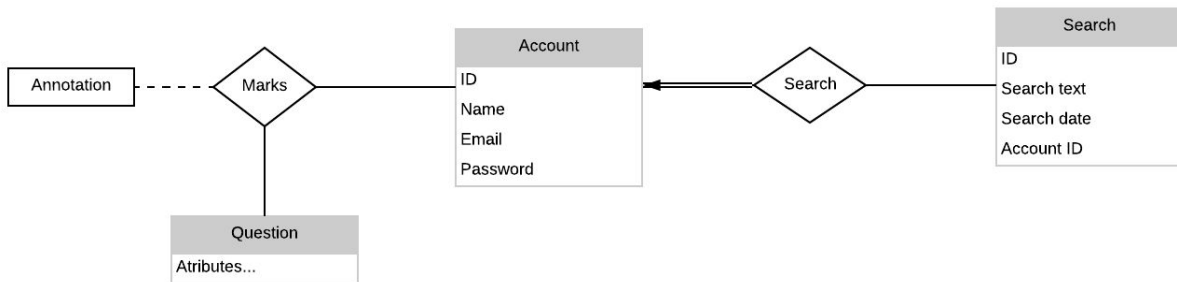 Annotation
Marks
Account
ID
Name
Email
Password
Search
Search
ID
Search text
Search date
Account ID
Question
Atributes...